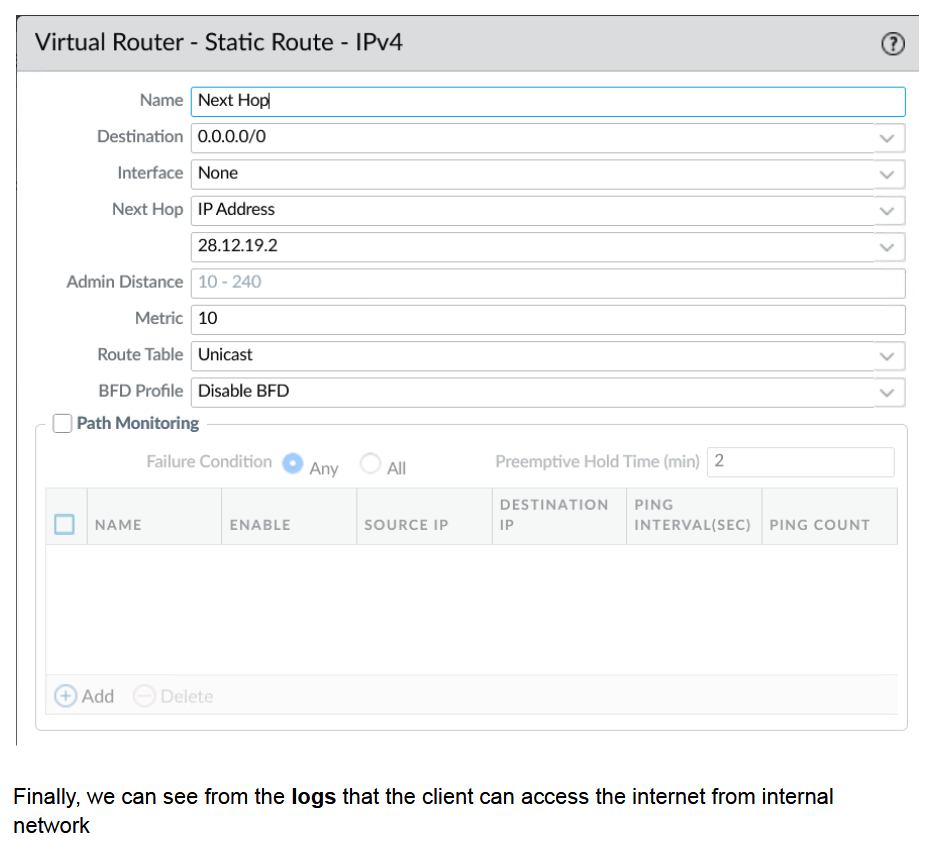 Virtual Router - Static Route - IPv4 ?
Name Next Hop
Destination 0.0.0.0/0
Interface None
Next Hop IP Address
28.12.19.2
Admin Distance 10 - 240
Metric 10
Route Table Unicast
BFD Profile Disable BFD
Path Monitoring
Failure Condition Any All Preemptive Hold Time (min) 2
NAME ENABLE SOURCE IP DESTINATION IP PING INTERVAL(SEC) PING COUNT
Add Delete
Finally, we can see from the logs that the client can access the internet from internal
network